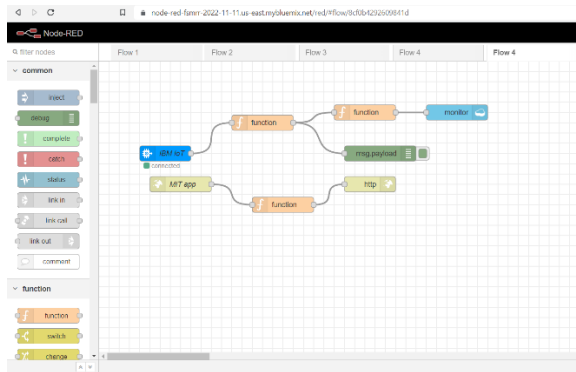 node-red-fsmrr-2022-11-11.us-east.mybluemix.net/red/#flow/8cf0b4292609841d
Node-RED
filter nodes
Flow 1
Flow 2
Flow 3
Flow 4
Flow 4
common
inject
debug
complete
catch
status
link in
link call
link out
comment
function
function
switch
change
function
monitor
function
IBM IoT
connected
msg.payload
MIT app
http
function